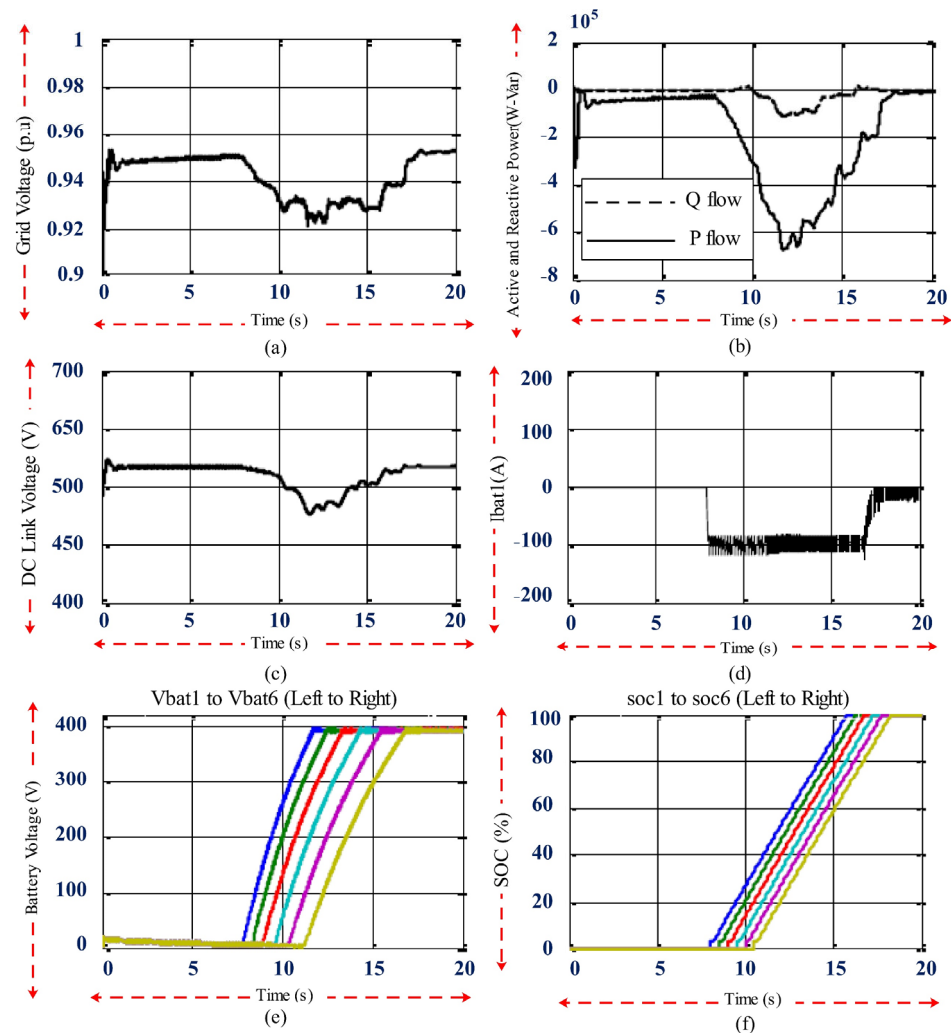 1
0.98
0.96
0.94
0.92
0.9
0 5 10 15 20
Grid Voltage (p.u)
Time (s)
(a)
10⁵
2
0
-2
-4
-6
-8
0 5 10 15 20
Active and Reactive Power(W-Var)
Q flow
P flow
Time (s)
(b)
700
650
500
450
400
0 5 10 15 20
DC Link Voltage (V)
Time (s)
(c)
200
100
0
-100
-200
0 5 10 15 20
Ibat1(A)
Time (s)
(d)
Vbat1 to Vbat6 (Left to Right)
400
300
200
100
0
0 5 10 15 20
Battery Voltage (V)
Time (s)
(e)
soc1 to soc6 (Left to Right)
100
80
60
40
20
0
0 5 10 15 20
SOC (%)
Time (s)
(f)